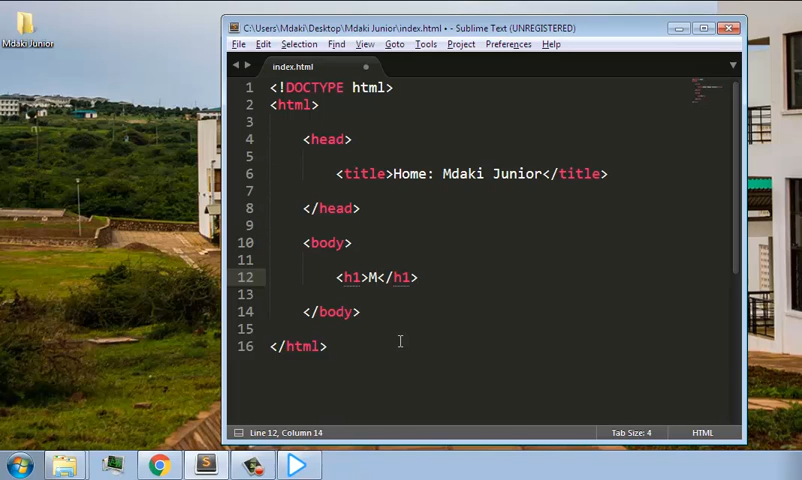 Mdaki Junior
C:\Users\Mdaki\Desktop\Mdaki Junior\index.html • - Sublime Text (UNREGISTERED)
File Edit Selection Find View Goto Tools Project Preferences Help
index.html
1 <!DOCTYPE html>
2 <html>
3
4 <head>
5
6 <title>Home: Mdaki Junior</title>
7
8 </head>
9
10 <body>
11
12 <h1>M</h1>
13
14 </body>
15
16 </html>
Line 12, Column 14 Tab Size: 4 HTML